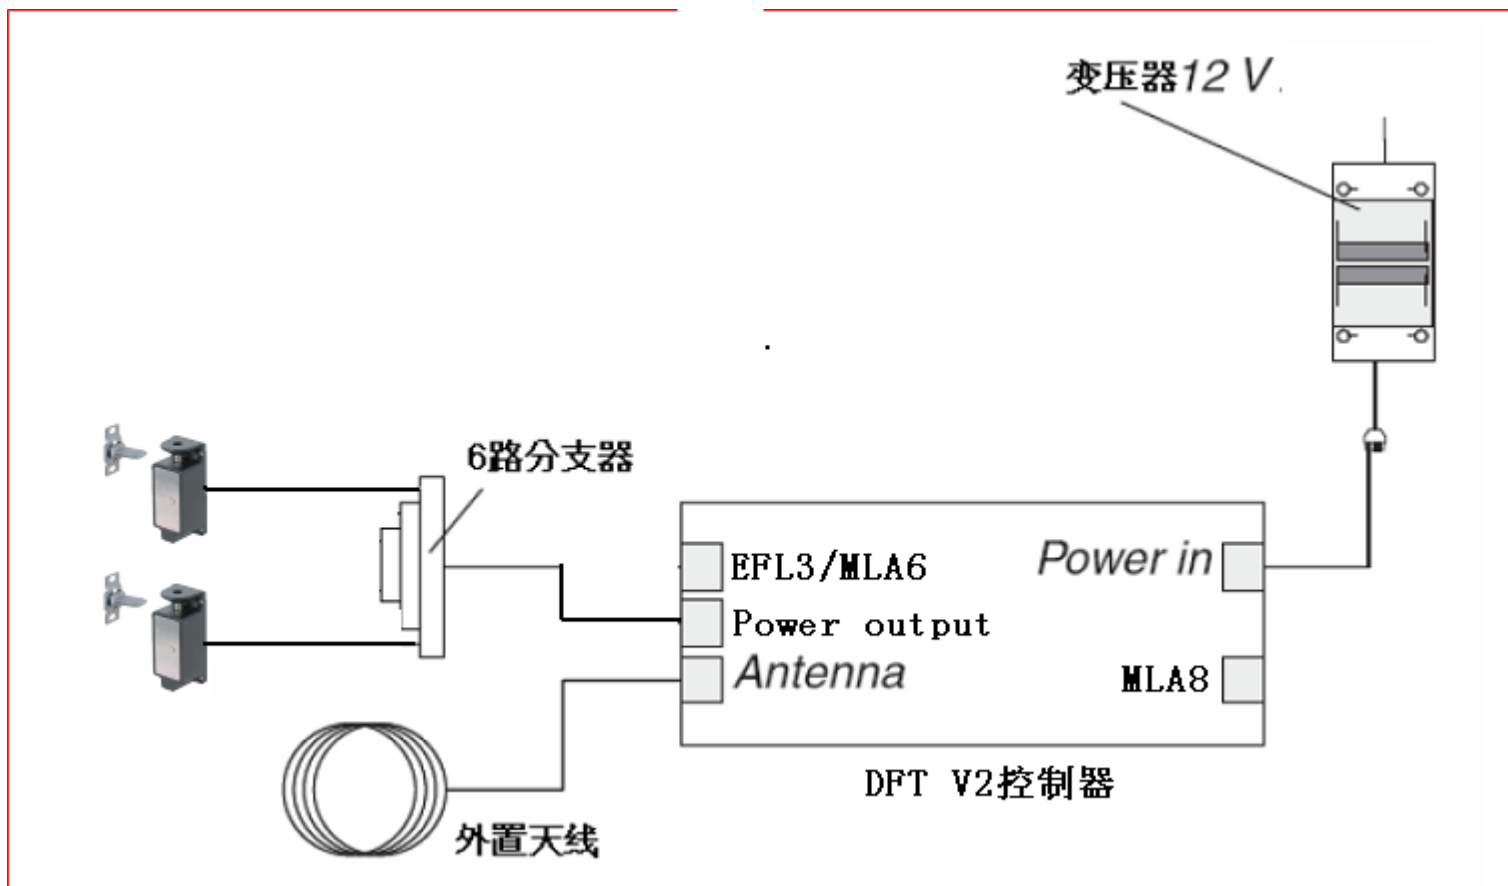 变压器12 V.
6路分支器
EFL3/MLA6
Power in
Power output
Antenna
MLA8
DFT V2控制器
外置天线